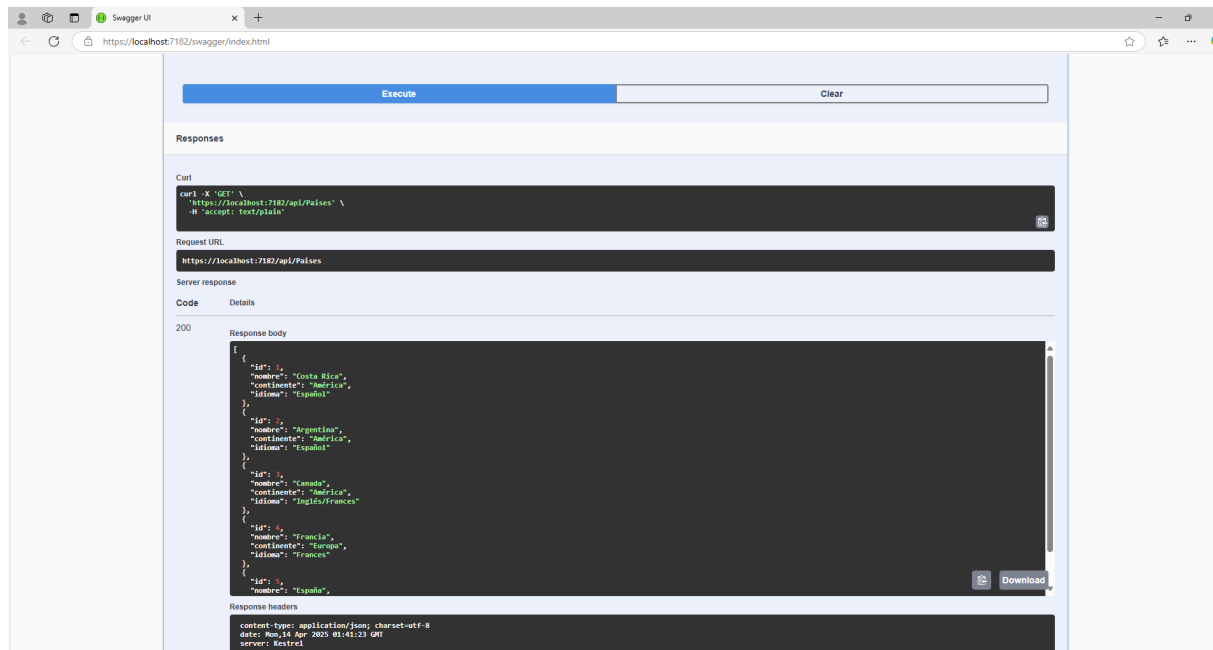 Swagger UI
https://localhost:7182/swagger/index.html
Execute
Clear
Responses
Curl
curl -X 'GET' \
'https://localhost:7182/api/Paises' \
-H 'accept: text/plain'
Request URL
https://localhost:7182/api/Paises
Server response
Code Details
200
Response body
[
{
"id": 1,
"nombre": "Costa Rica",
"continente": "América",
"idioma": "Español"
},
{
"id": 2,
"nombre": "Argentina",
"continente": "América",
"idioma": "Español"
},
{
"id": 3,
"nombre": "Canada",
"continente": "América",
"idioma": "Inglés/Frances"
},
{
"id": 4,
"nombre": "Francia",
"continente": "Europa",
"idioma": "Frances"
},
{
"id": 5,
"nombre": "España",
Download
Response headers
content-type: application/json; charset=utf-8
date: Mon,14 Apr 2025 01:41:23 GMT
server: Kestrel